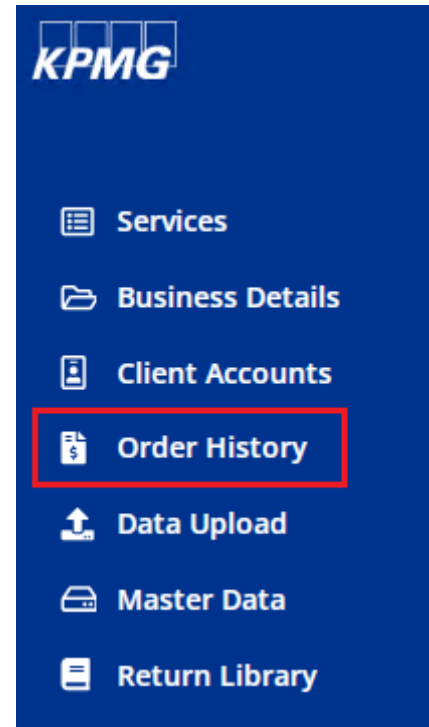 KPMG
Services
Business Details
Client Accounts
Order History
Data Upload
Master Data
Return Library